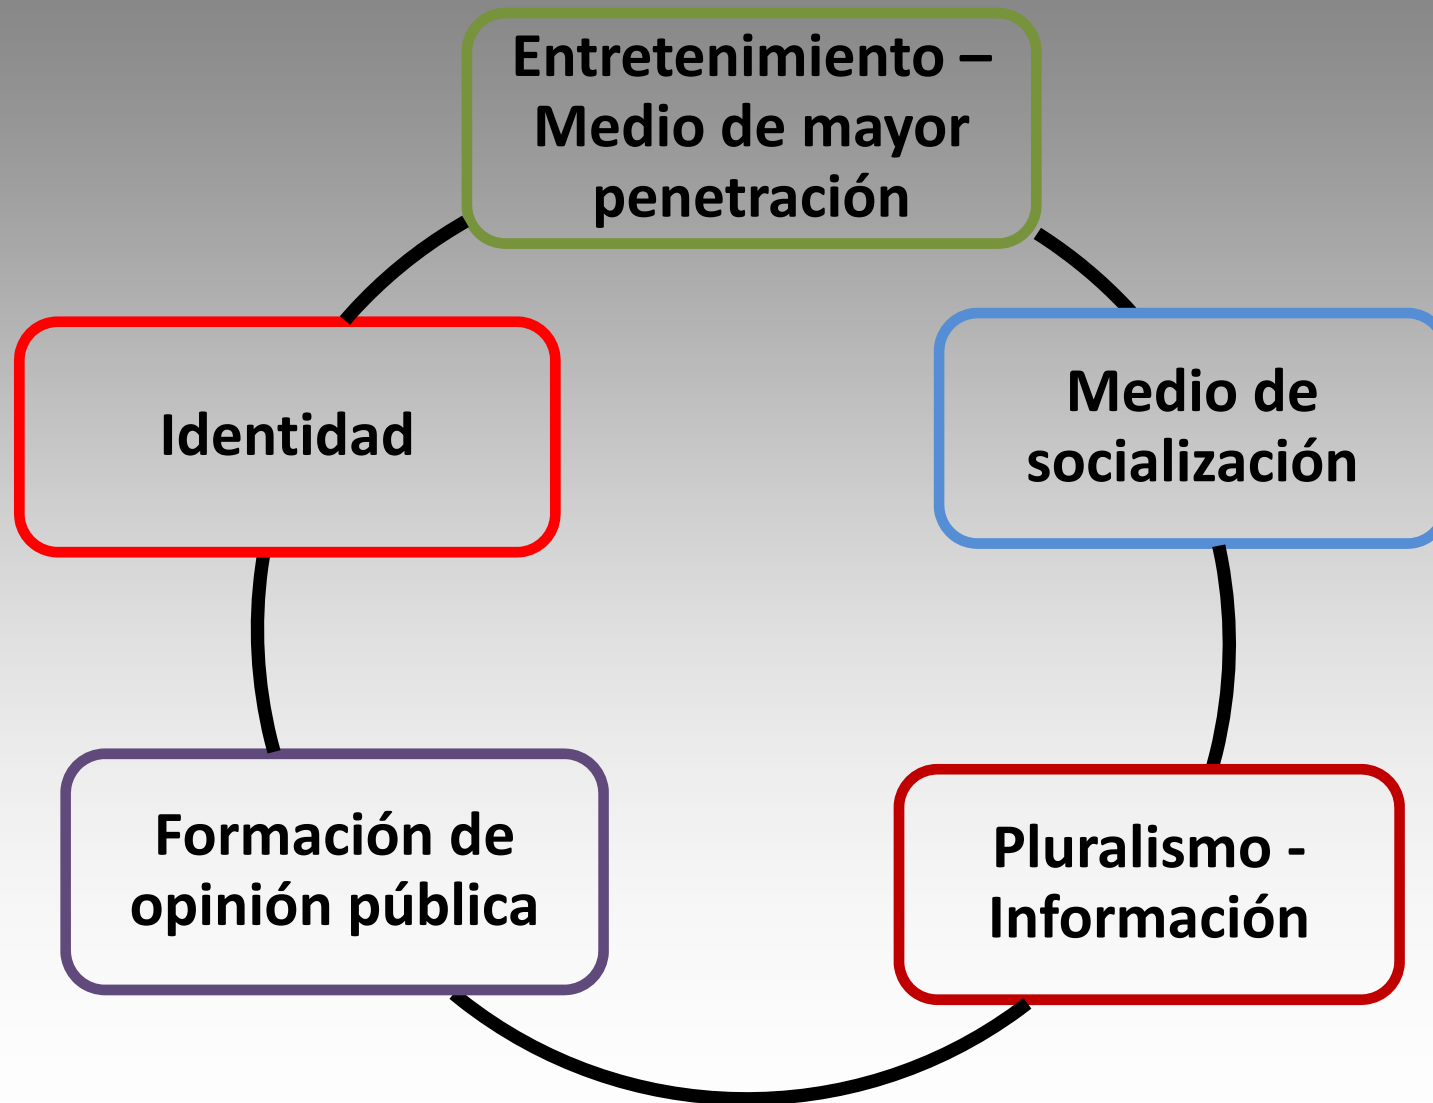 Entretenimiento –
Medio de mayor
penetración
Identidad
Medio de
socialización
Formación de
opinión pública
Pluralismo -
Información